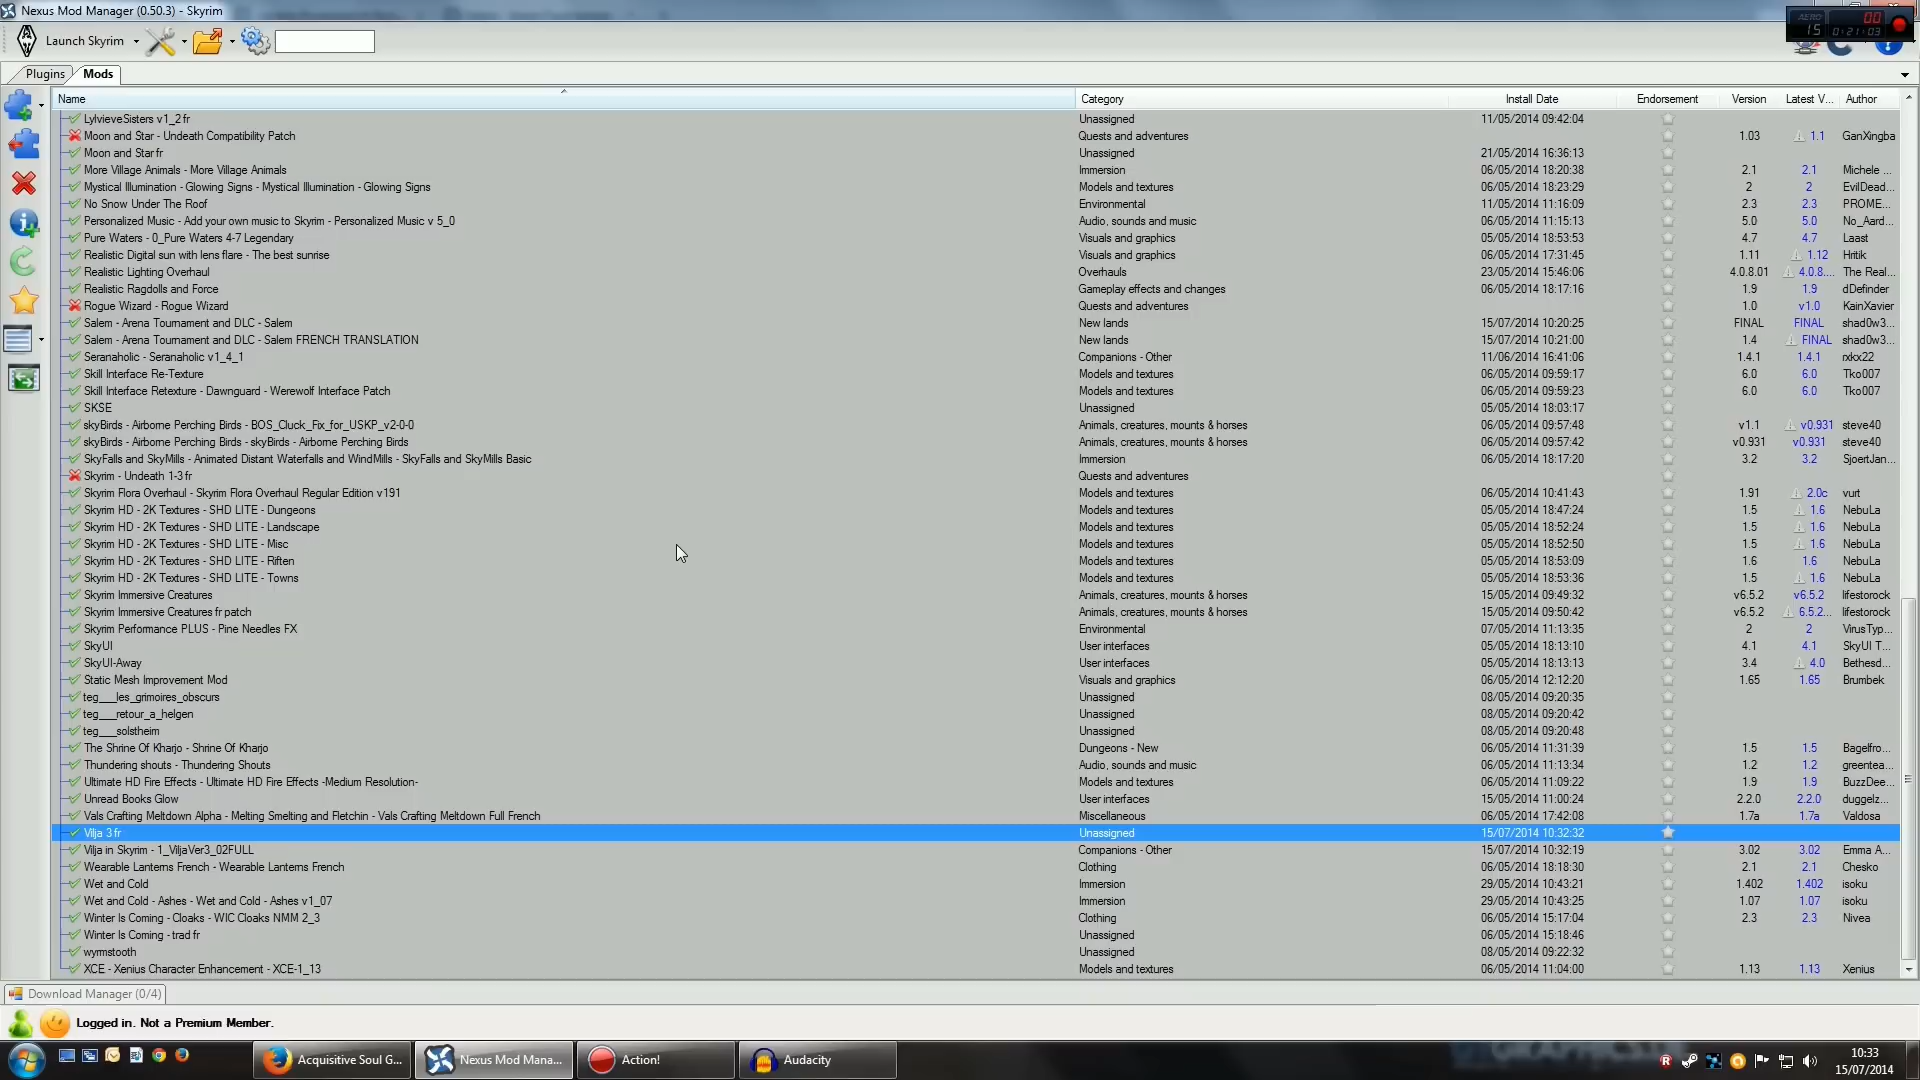 Nexus Mod Manager (0.50.3) - Skyrim
Launch Skyrim
AERO 15 00 0:21:03
Plugins Mods
Name Category Install Date Endorsement Version Latest V... Author
LylvieveSisters v1_2 fr Unassigned 11/05/2014 09:42:04
Moon and Star - Undeath Compatibility Patch Quests and adventures 1.03 1.1 GanXingba
Moon and Star fr Unassigned 21/05/2014 16:36:13
More Village Animals - More Village Animals Immersion 06/05/2014 18:20:38 2.1 2.1 Michele ...
Mystical Illumination - Glowing Signs - Mystical Illumination - Glowing Signs Models and textures 06/05/2014 18:23:29 2 2 EvilDead...
No Snow Under The Roof Environmental 11/05/2014 11:16:09 2.3 2.3 PROME...
Personalized Music - Add your own music to Skyrim - Personalized Music v 5_0 Audio, sounds and music 06/05/2014 11:15:13 5.0 5.0 No_Aard...
Pure Waters - 0_Pure Waters 4-7 Legendary Visuals and graphics 05/05/2014 18:53:53 4.7 4.7 Laast
Realistic Digital sun with lens flare - The best sunrise Visuals and graphics 06/05/2014 17:31:45 1.11 1.12 Hritik
Realistic Lighting Overhaul Overhauls 23/05/2014 15:46:06 4.0.8.01 4.0.8.... The Real...
Realistic Ragdolls and Force Gameplay effects and changes 06/05/2014 18:17:16 1.9 1.9 dDefinder
Rogue Wizard - Rogue Wizard Quests and adventures 1.0 v1.0 KainXavier
Salem - Arena Tournament and DLC - Salem New lands 15/07/2014 10:20:25 FINAL FINAL shad0w3...
Salem - Arena Tournament and DLC - Salem FRENCH TRANSLATION New lands 15/07/2014 10:21:00 1.4 FINAL shad0w3...
Seranaholic - Seranaholic v1_4_1 Companions - Other 11/06/2014 16:41:06 1.4.1 1.4.1 rxkx22
Skill Interface Re-Texture Models and textures 06/05/2014 09:59:17 6.0 6.0 Tko007
Skill Interface Retexture - Dawnguard - Werewolf Interface Patch Models and textures 06/05/2014 09:59:23 6.0 6.0 Tko007
SKSE Unassigned 05/05/2014 18:03:17
skyBirds - Airborne Perching Birds - BOS_Cluck_Fix_for_USKP_v2-0-0 Animals, creatures, mounts & horses 06/05/2014 09:57:48 v1.1 v0.931 steve40
skyBirds - Airborne Perching Birds - skyBirds - Airborne Perching Birds Animals, creatures, mounts & horses 06/05/2014 09:57:42 v0.931 v0.931 steve40
SkyFalls and SkyMills - Animated Distant Waterfalls and WindMills - SkyFalls and SkyMills Basic Immersion 06/05/2014 18:17:20 3.2 3.2 SjoertJan...
Skyrim - Undeath 1-3 fr Quests and adventures
Skyrim Flora Overhaul - Skyrim Flora Overhaul Regular Edition v191 Models and textures 06/05/2014 10:41:43 1.91 2.0c vurt
Skyrim HD - 2K Textures - SHD LITE - Dungeons Models and textures 05/05/2014 18:47:24 1.5 1.6 NebuLa
Skyrim HD - 2K Textures - SHD LITE - Landscape Models and textures 05/05/2014 18:52:24 1.5 1.6 NebuLa
Skyrim HD - 2K Textures - SHD LITE - Misc Models and textures 05/05/2014 18:52:50 1.5 1.6 NebuLa
Skyrim HD - 2K Textures - SHD LITE - Riften Models and textures 05/05/2014 18:53:09 1.6 1.6 NebuLa
Skyrim HD - 2K Textures - SHD LITE - Towns Models and textures 05/05/2014 18:53:36 1.5 1.6 NebuLa
Skyrim Immersive Creatures Animals, creatures, mounts & horses 15/05/2014 09:49:32 v6.5.2 v6.5.2 lifestorock
Skyrim Immersive Creatures fr patch Animals, creatures, mounts & horses 15/05/2014 09:50:42 v6.5.2 6.5.2... lifestorock
Skyrim Performance PLUS - Pine Needles FX Environmental 07/05/2014 11:13:35 2 2 VirusTyp...
SkyUI User interfaces 05/05/2014 18:13:10 4.1 4.1 SkyUI T...
SkyUI-Away User interfaces 05/05/2014 18:13:13 3.4 4.0 Bethesd...
Static Mesh Improvement Mod Visuals and graphics 06/05/2014 12:12:20 1.65 1.65 Brumbek
teg___les_grimoires_obscurs Unassigned 08/05/2014 09:20:35
teg___retour_a_helgen Unassigned 08/05/2014 09:20:42
teg___solstheim Unassigned 08/05/2014 09:20:48
The Shrine Of Kharjo - Shrine Of Kharjo Dungeons - New 06/05/2014 11:31:39 1.5 1.5 Bagelfro...
Thundering shouts - Thundering Shouts Audio, sounds and music 06/05/2014 11:13:34 1.2 1.2 greentea...
Ultimate HD Fire Effects - Ultimate HD Fire Effects -Medium Resolution- Models and textures 06/05/2014 11:09:22 1.9 1.9 BuzzDee...
Unread Books Glow User interfaces 15/05/2014 11:00:24 2.2.0 2.2.0 duggelz...
Vals Crafting Meltdown Alpha - Melting Smelting and Fletchin - Vals Crafting Meltdown Full French Miscellaneous 06/05/2014 17:42:08 1.7a 1.7a Valdosa
Vilja 3 fr Unassigned 15/07/2014 10:32:32
Vilja in Skyrim - 1_ViljaVer3_02FULL Companions - Other 15/07/2014 10:32:19 3.02 3.02 Emma A...
Wearable Lanterns French - Wearable Lanterns French Clothing 06/05/2014 18:18:30 2.1 2.1 Chesko
Wet and Cold Immersion 29/05/2014 10:43:21 1.402 1.402 isoku
Wet and Cold - Ashes - Wet and Cold - Ashes v1_07 Immersion 29/05/2014 10:43:25 1.07 1.07 isoku
Winter Is Coming - Cloaks - WIC Cloaks NMM 2_3 Clothing 06/05/2014 15:17:04 2.3 2.3 Nivea
Winter Is Coming - trad fr Unassigned 06/05/2014 15:18:46
wyrmstooth Unassigned 08/05/2014 09:22:32
XCE - Xenius Character Enhancement - XCE-1_13 Models and textures 06/05/2014 11:04:00 1.13 1.13 Xenius
Download Manager (0/4)
Logged in. Not a Premium Member.
Acquisitive Soul G... Nexus Mod Mana... Action! Audacity
10:33
15/07/2014